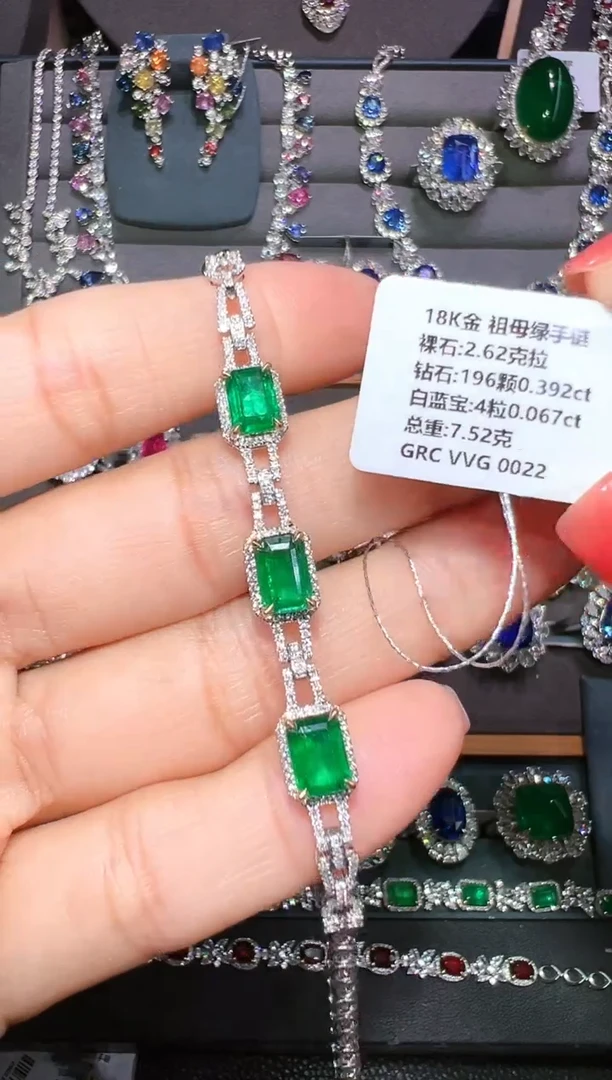 18K金 祖母绿手链
裸石:2.62克拉
钻石:196颗0.392ct
白蓝宝:4粒0.067ct
总重:7.52克
GRC VVG 0022